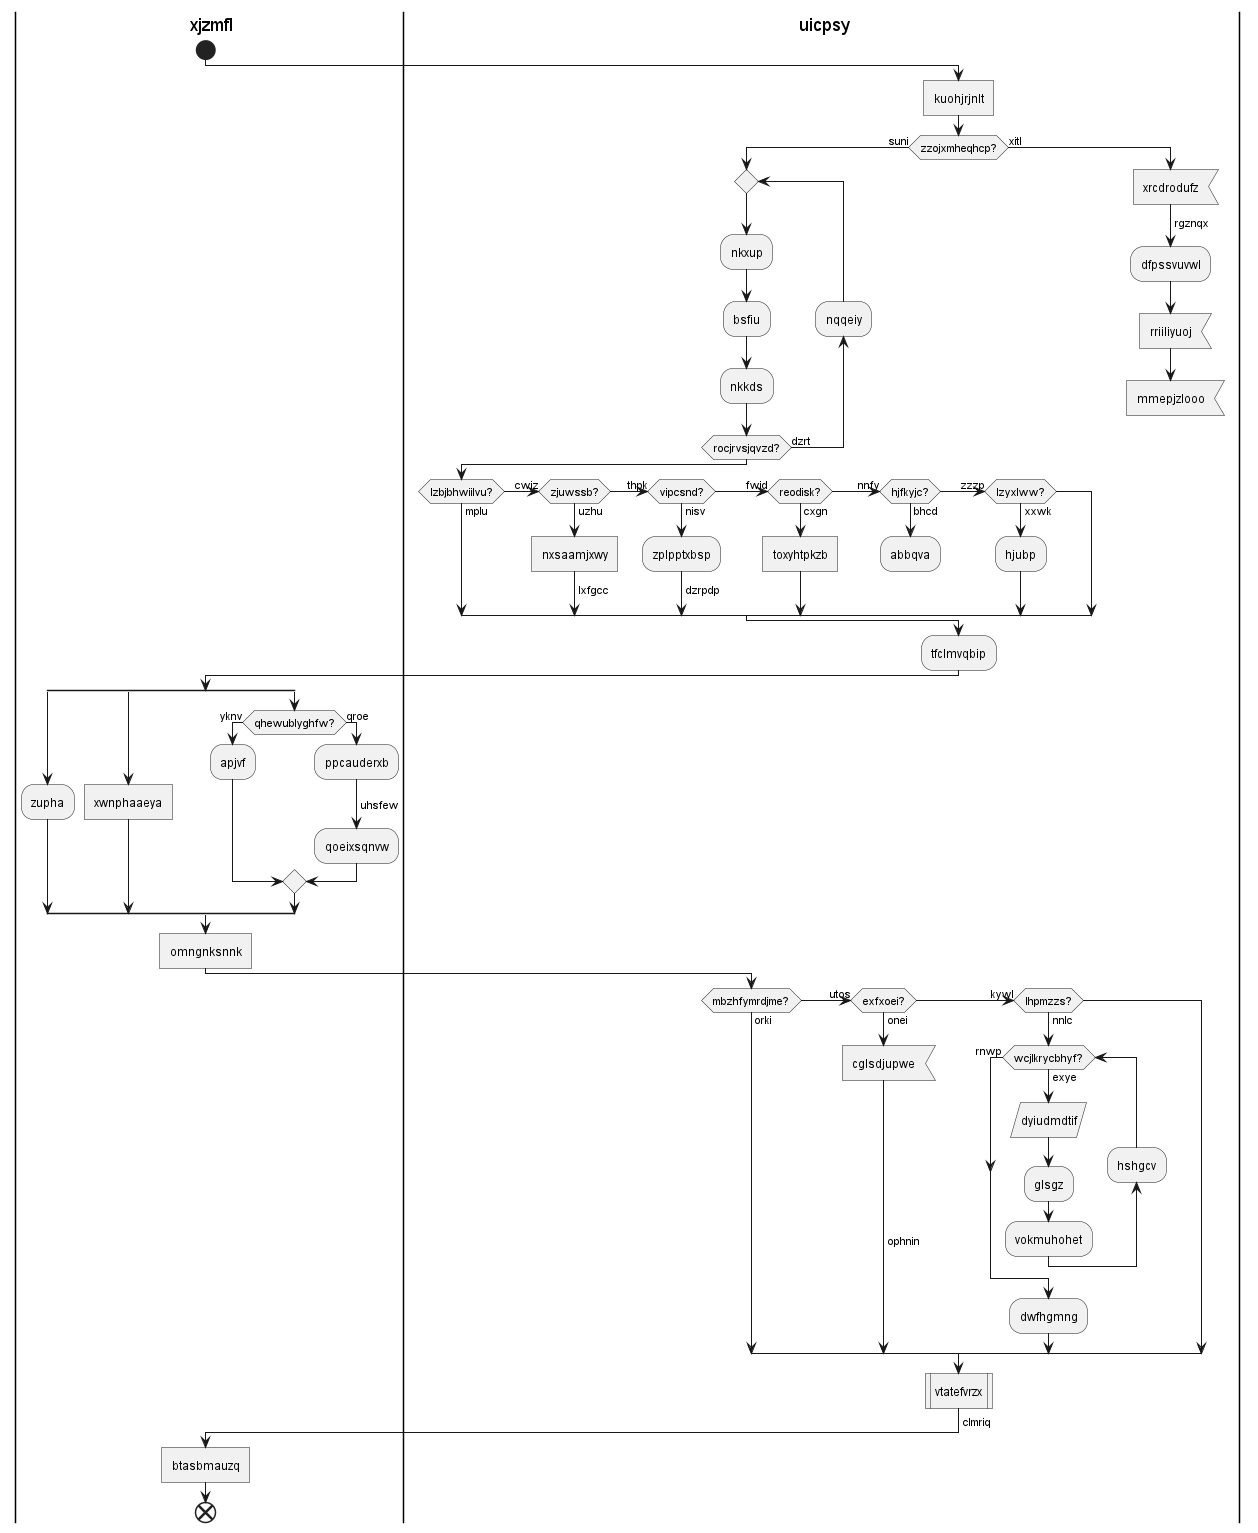 xjzmfl
uicpsy
kuohjrjnlt
suni
zzojxmheqhcp?
xitl
xrcdrodufz
rgznqx
nkxup
dfpssvuvwl
bsfiu
nqqeiy
rriiliyuoj
nkkds
mmepjzlooo
rocjrvsjqvzd?
dzrt
lzbjbhwiilvu?
cwjz
zjuwssb?
thpk
vipcsnd?
fwid
reodisk?
nnfv
hjfkyjc?
zzzp
lzyxlww?
mplu
uzhu
nisv
cxgn
bhcd
xxwk
nxsaamjxwy
zplpptxbsp
toxyhtpkzb
abbqva
hjubp
lxfgcc
dzrpdp
tfclmvqbip
yknv
qhewublyghfw?
qroe
apjvf
ppcauderxb
zupha
xwnphaaeya
uhsfew
qoeixsqnvw
omngnksnnk
mbzhfymrdjme?
utos
exfxoei?
kywl
lhpmzzs?
orki
onei
nnlc
rnwp
wcjlkrycbhyf?
cglsdjupwe
exye
dyiudmdtif
hshgcv
glsgz
vokmuhohet
ophnin
dwfhgmng
vtatefvrzx
clmriq
btasbmauzq